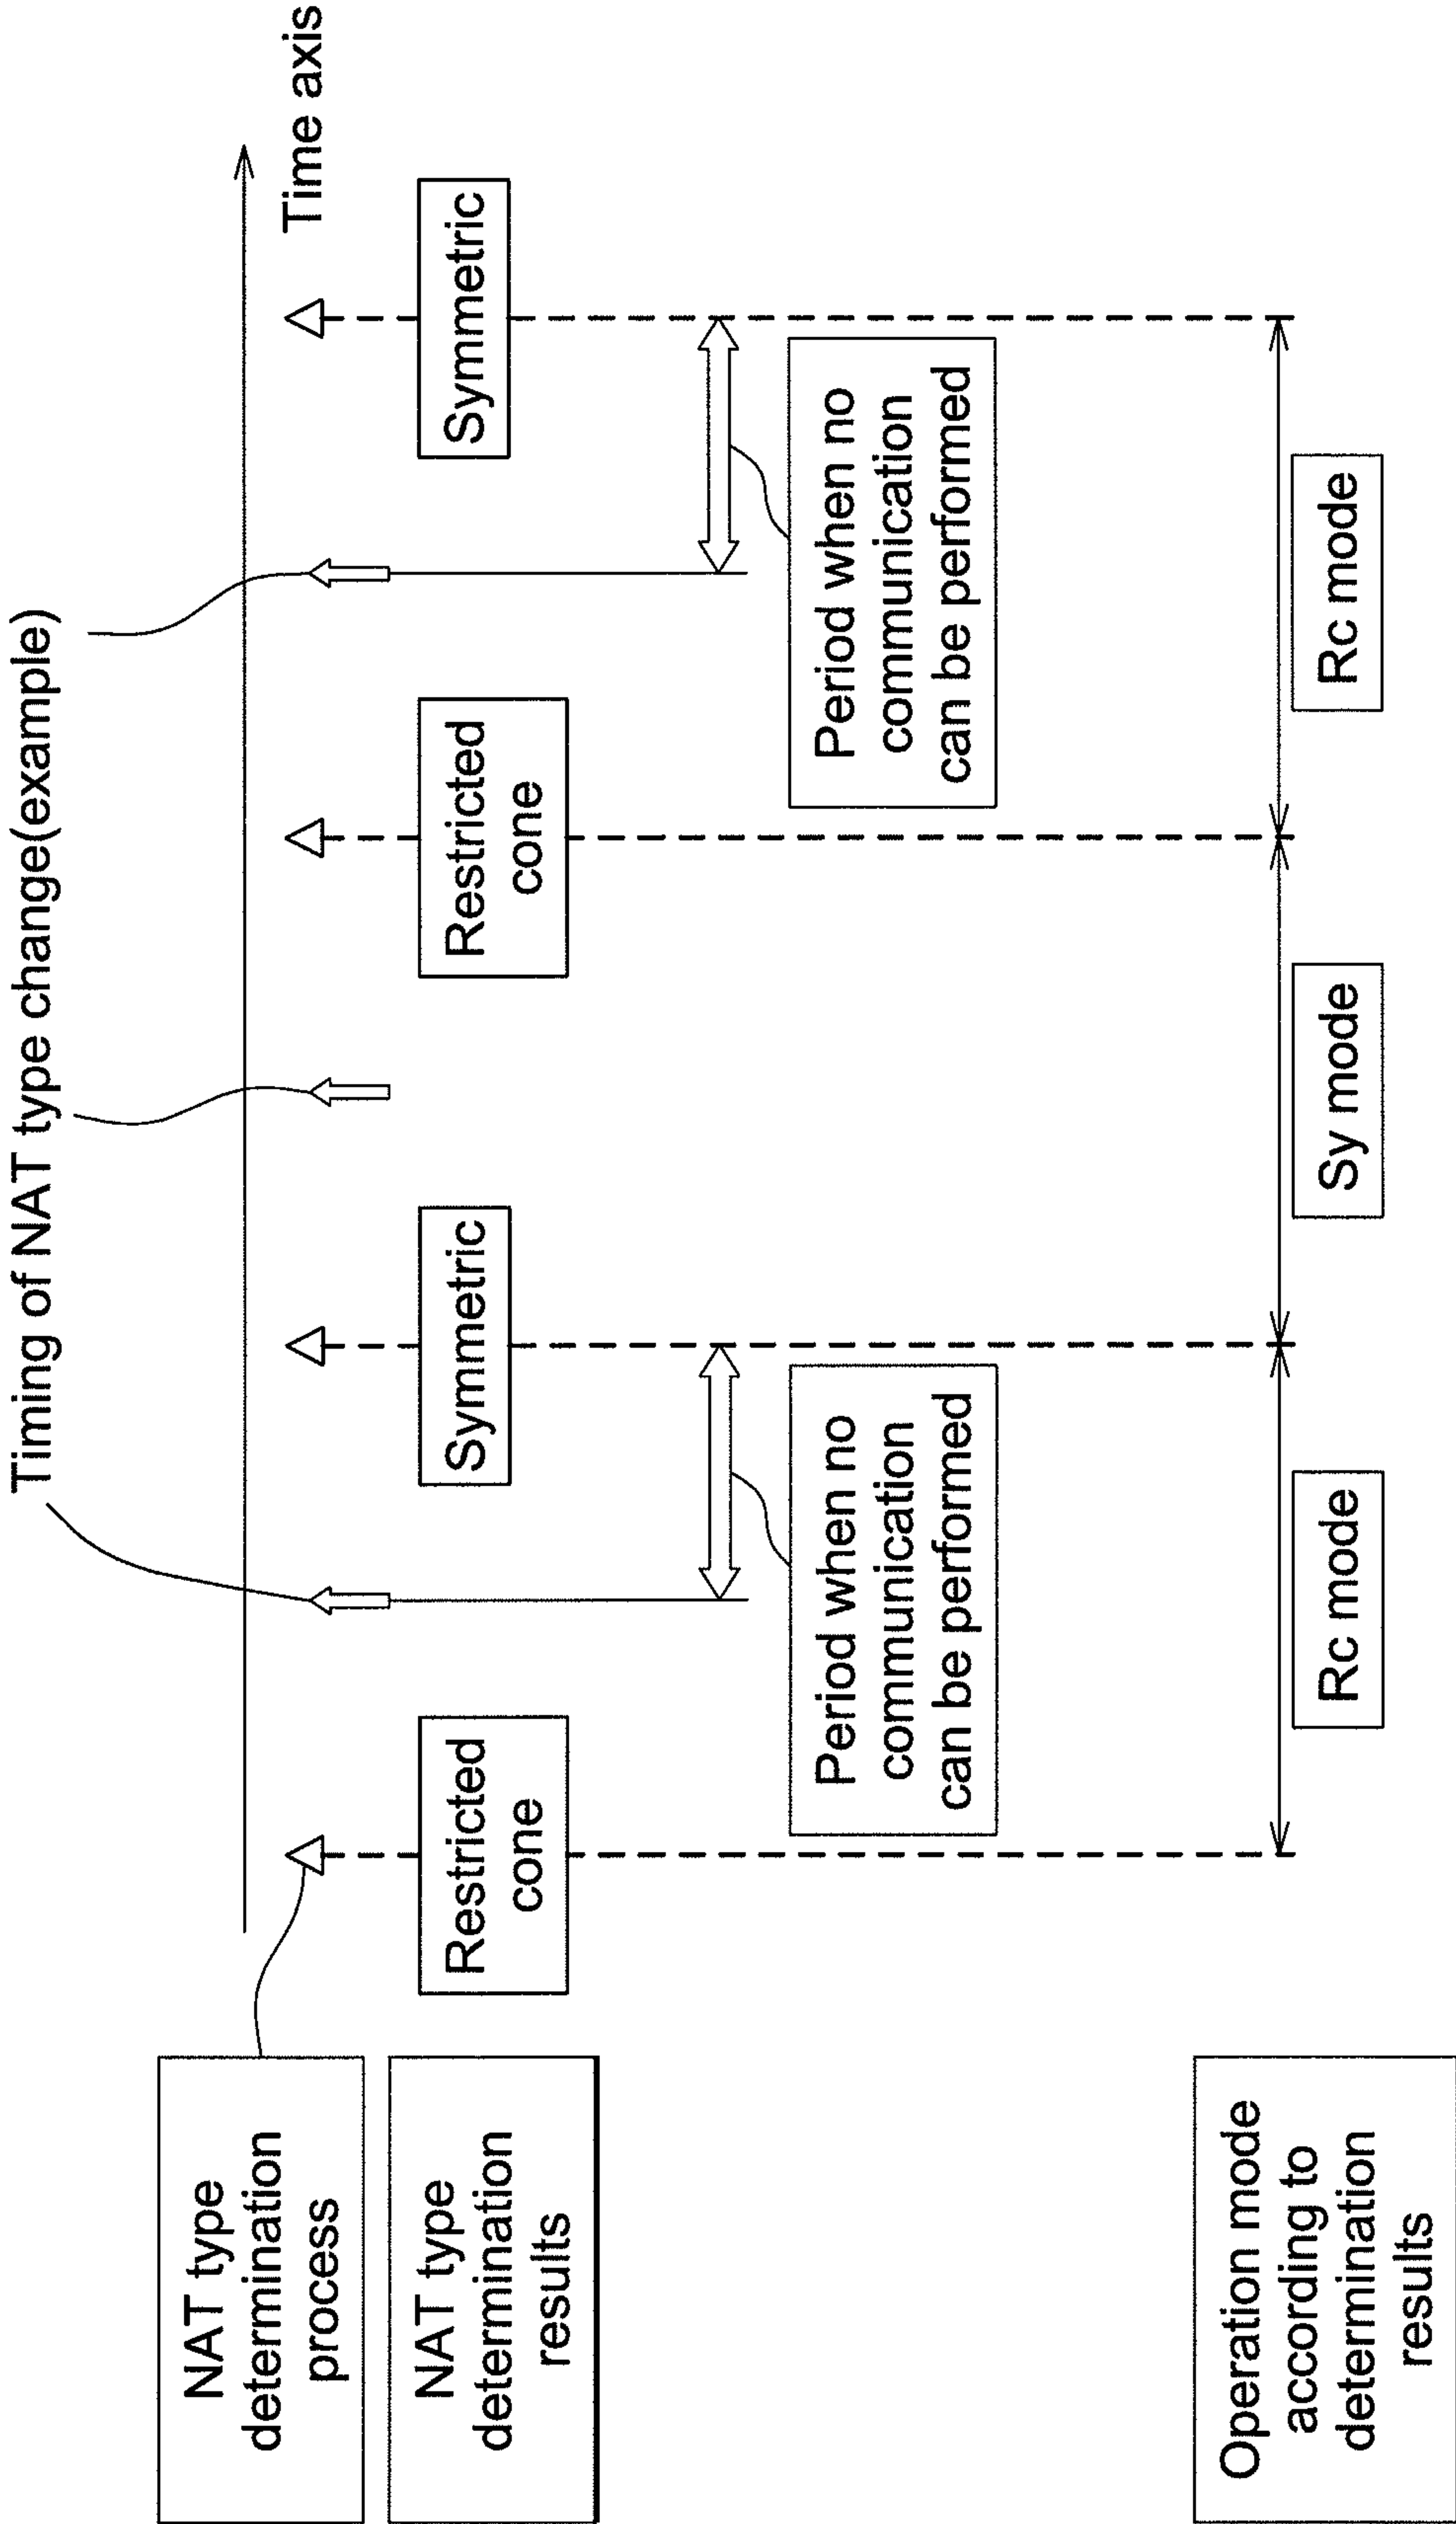 Timing of NAT type change(example)
Time axis
NAT type
determination
process
NAT type
determination
results
Restricted
cone
Symmetric
Restricted
cone
Symmetric
Period when no
communication
can be performed
Period when no
communication
can be performed
Operation mode
according to
determination
results
Rc mode
Sy mode
Rc mode